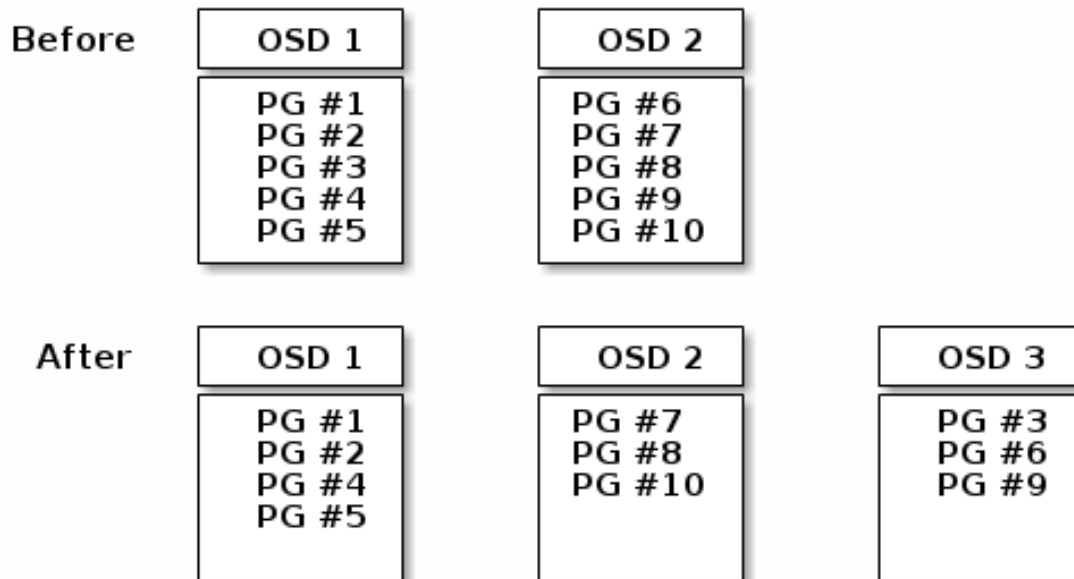 Before
OSD 1
OSD 2
PG #1
PG #2
PG #3
PG #4
PG #5
PG #6
PG #7
PG #8
PG #9
PG #10
After
OSD 1
OSD 2
OSD 3
PG #1
PG #2
PG #4
PG #5
PG #7
PG #8
PG #10
PG #3
PG #6
PG #9